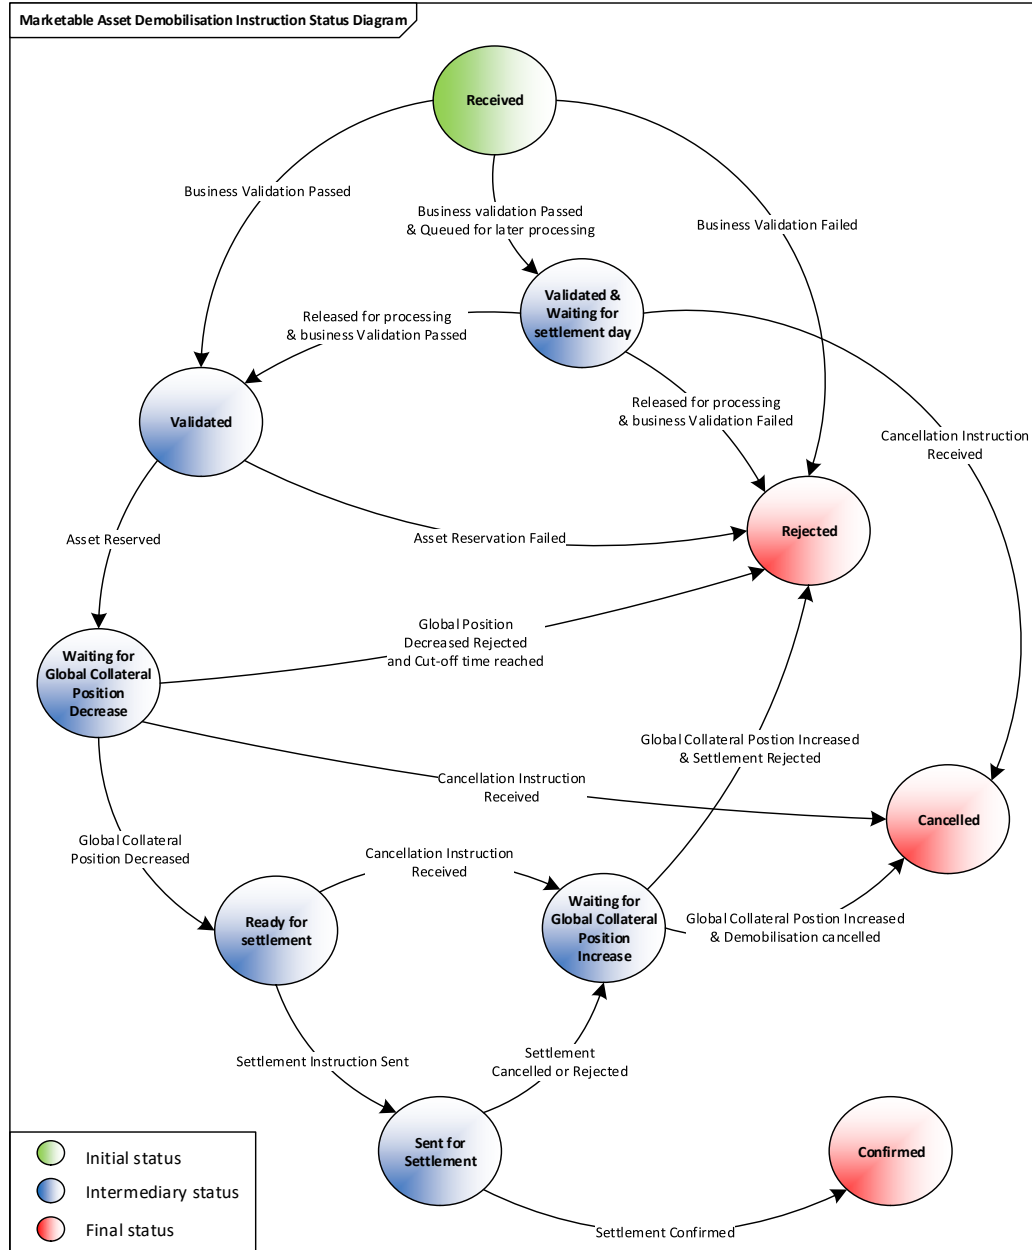 Marketable Asset Demobilisation Instruction Status Diagram
Received
Business Validation Passed
Business validation Passed
& Queued for later processing
Business Validation Failed
Validated &
Waiting for
settlement day
Released for processing
& business Validation Passed
Released for processing
& business Validation Failed
Validated
Cancellation Instruction
Received
Rejected
Asset Reserved
Asset Reservation Failed
Global Position
Decreased Rejected
and Cut-off time reached
Waiting for
Global Collateral
Position
Decrease
Global Collateral Postion Increased
& Settlement Rejected
Cancellation Instruction
Received
Cancelled
Global Collateral
Position Decreased
Cancellation Instruction
Received
Ready for
settlement
Waiting for
Global Collateral
Position
Increase
Global Collateral Postion Increased
& Demobilisation cancelled
Settlement Instruction Sent
Settlement
Cancelled or Rejected
Sent for
Settlement
Confirmed
Settlement Confirmed
Initial status
Intermediary status
Final status